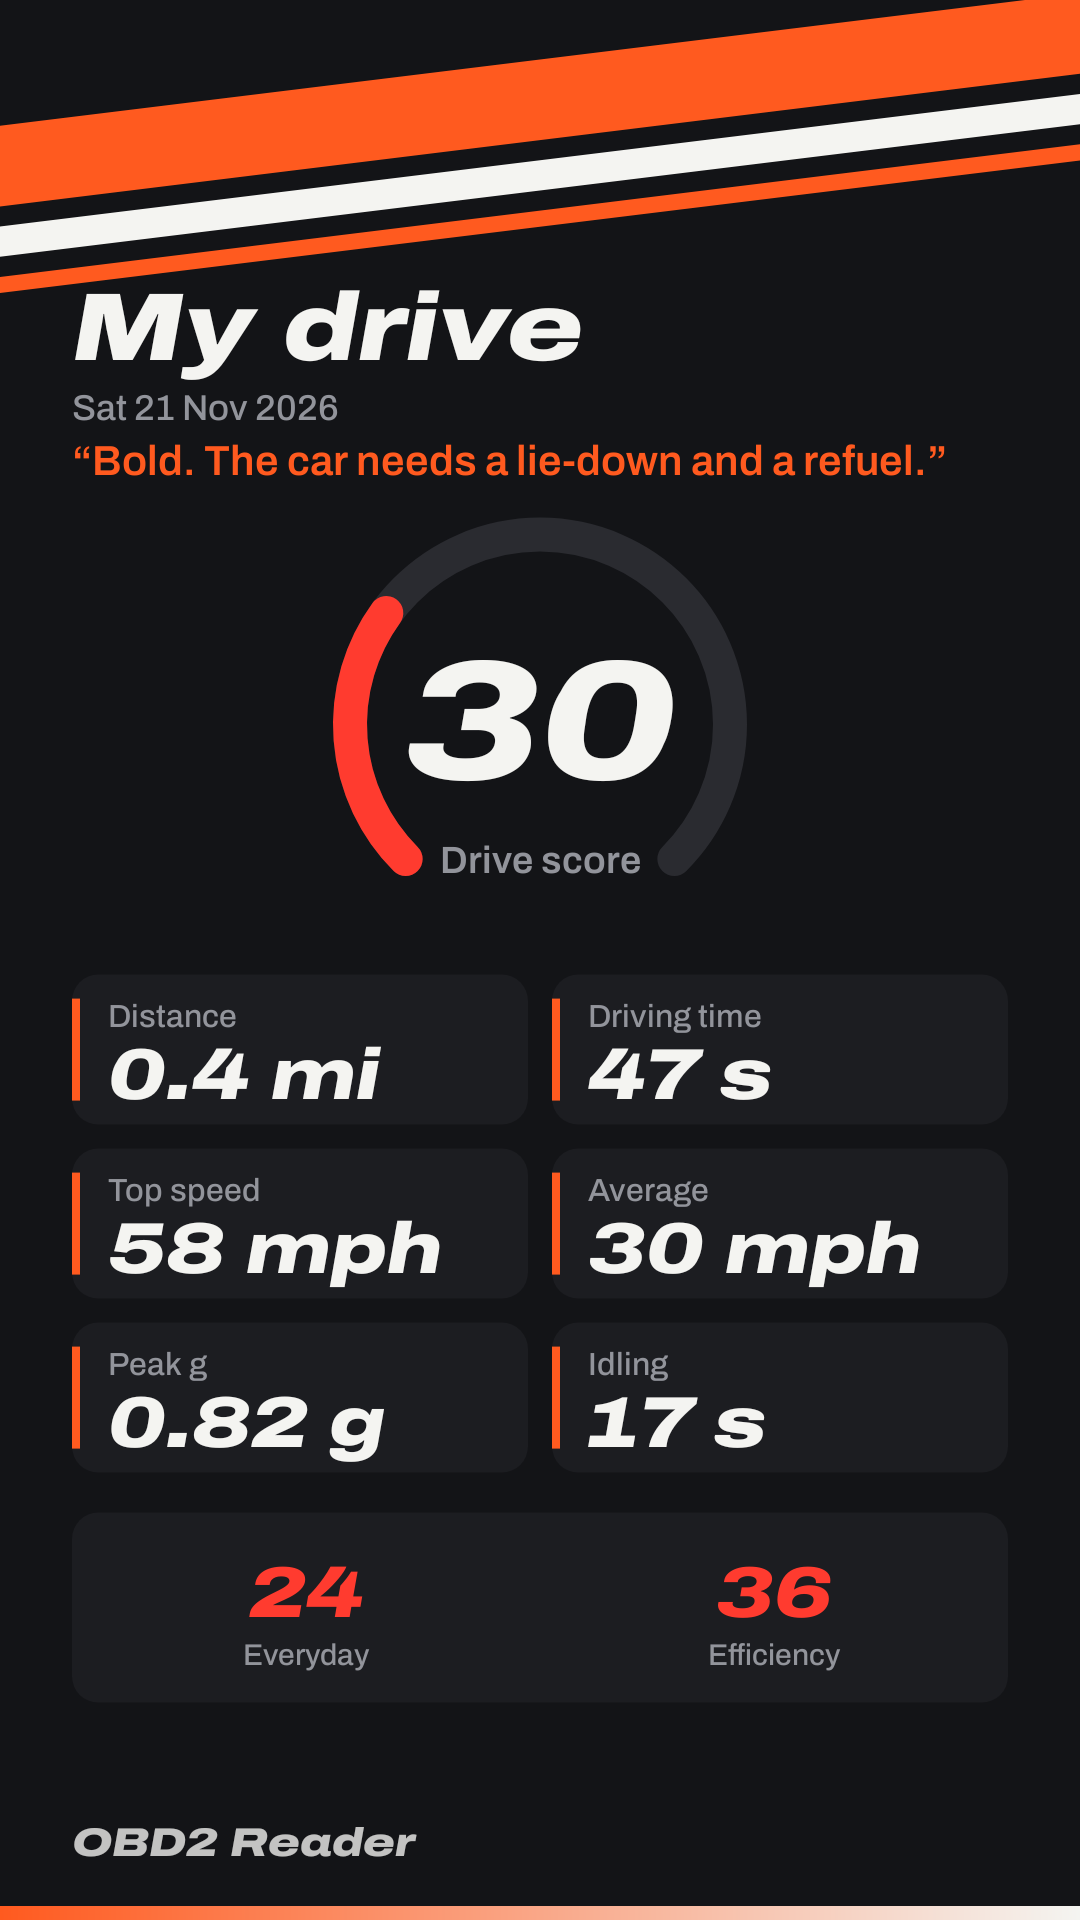 My drive
Sat 21 Nov 2026
“Bold. The car needs a lie-down and a refuel.”
30
Drive score
Distance
0.4 mi
Driving time
47 s
Top speed
58 mph
Average
30 mph
Peak g
0.82 g
Idling
17 s
24
Everyday
36
Efficiency
OBD2 Reader